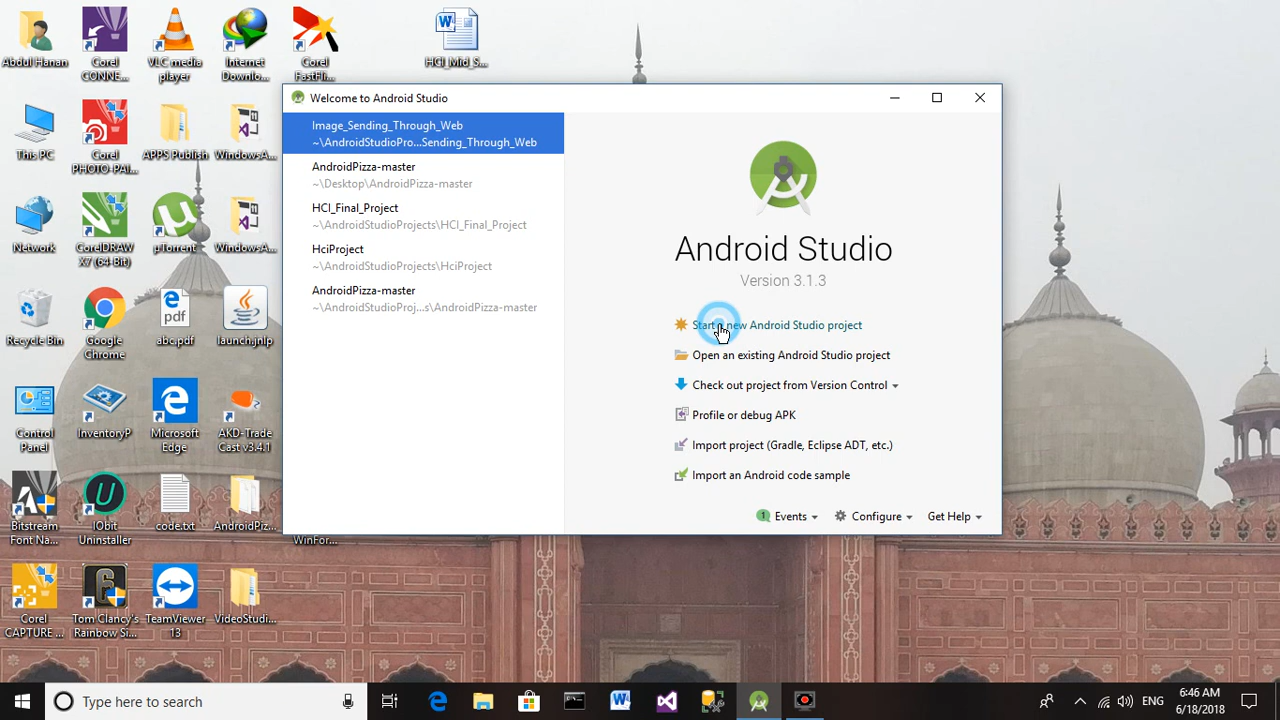 Abdul Hanan
Corel
CONNE...
VLC media
player
Internet
Downlo...
Corel
FastFli...
HCI_Mid_S...
This PC
Corel
PHOTO-PAI...
APPS Publish
WindowsA...
Network
CorelDRAW
X7 (64-Bit)
µTorrent
WindowsA...
Recycle Bin
Google
Chrome
abc.pdf
launch.jnlp
Control
Panel
InventoryP
Microsoft
Edge
AKD-Trade
Cast v3.4.1
Bitstream
Font Na...
IObit
Uninstaller
code.txt
AndroidPiz...
WinFor...
Corel
CAPTURE ...
Tom Clancy's
Rainbow Si...
TeamViewer
13
VideoStudi...
Welcome to Android Studio
Image_Sending_Through_Web
~\AndroidStudioPro...Sending_Through_Web
AndroidPizza-master
~\Desktop\AndroidPizza-master
HCI_Final_Project
~\AndroidStudioProjects\HCI_Final_Project
HciProject
~\AndroidStudioProjects\HciProject
AndroidPizza-master
~\AndroidStudioProj...s\AndroidPizza-master
Android Studio
Version 3.1.3
Start a new Android Studio project
Open an existing Android Studio project
Check out project from Version Control
Profile or debug APK
Import project (Gradle, Eclipse ADT, etc.)
Import an Android code sample
1 Events
Configure
Get Help
Type here to search
ENG
6:46 AM
6/18/2018